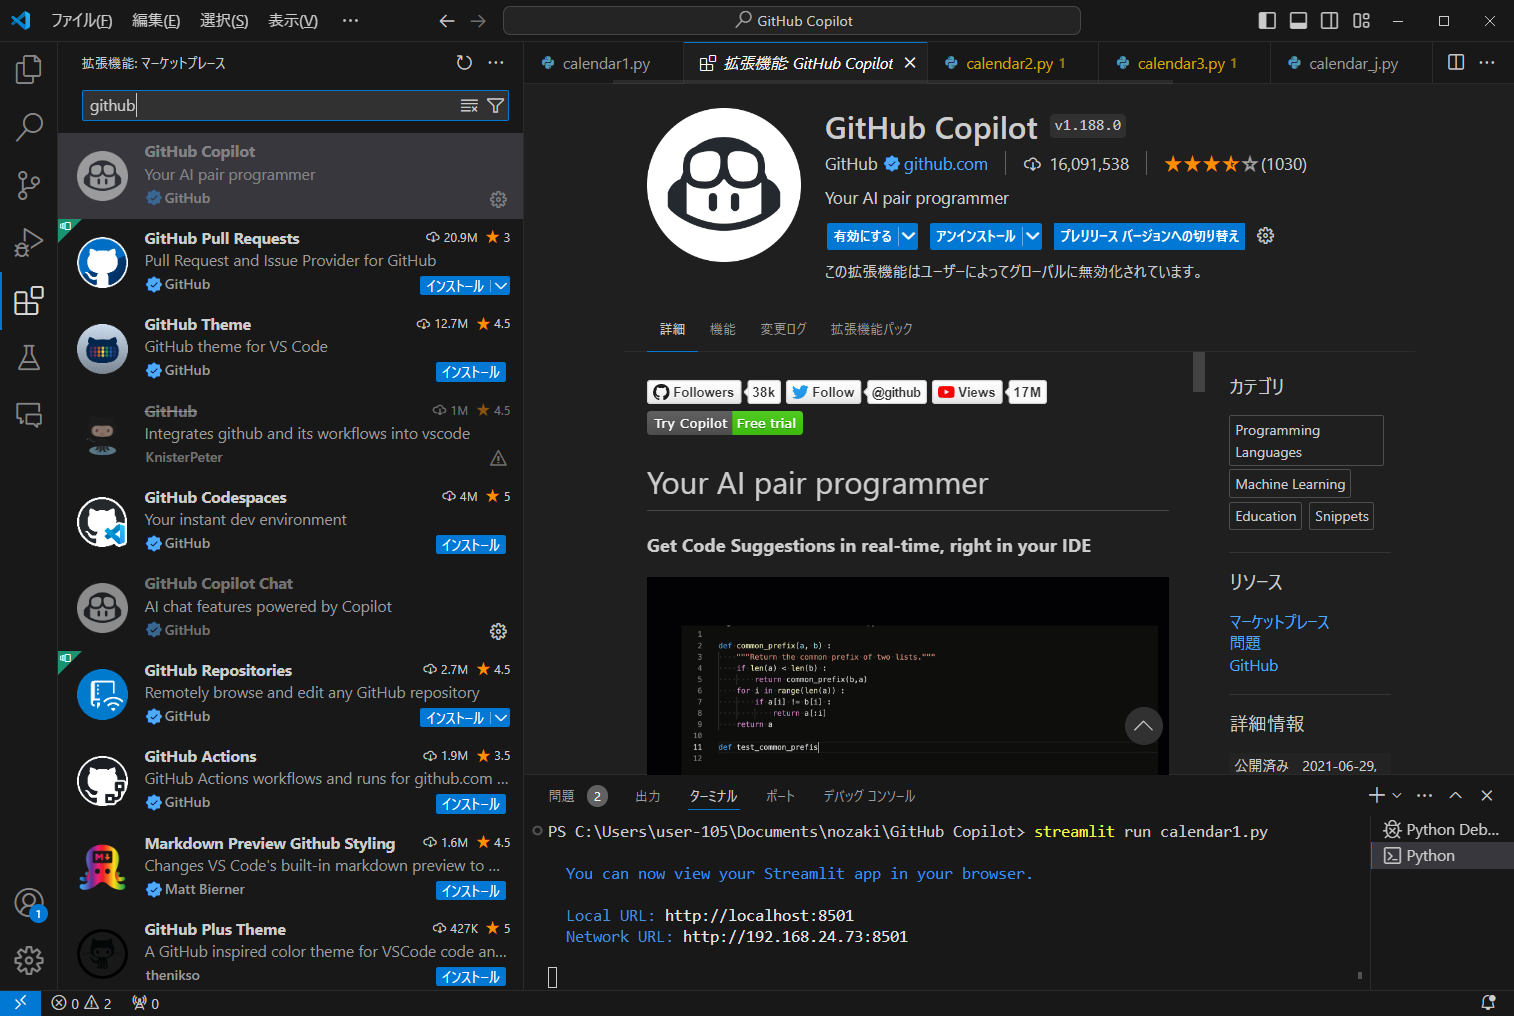 ファイル(F) 編集(E) 選択(S) 表示(V) ···
GitHub Copilot
拡張機能: マーケットプレース
github
GitHub Copilot
Your AI pair programmer
GitHub
GitHub Pull Requests 20.9M ★ 3
Pull Request and Issue Provider for GitHub
GitHub インストール
GitHub Theme 12.7M ★ 4.5
GitHub theme for VS Code
GitHub インストール
GitHub 1M ★ 4.5
Integrates github and its workflows into vscode
KnisterPeter
GitHub Codespaces 4M ★ 5
Your instant dev environment
GitHub インストール
GitHub Copilot Chat
AI chat features powered by Copilot
GitHub
GitHub Repositories 2.7M ★ 4.5
Remotely browse and edit any GitHub repository
GitHub インストール
GitHub Actions 1.9M ★ 3.5
GitHub Actions workflows and runs for github.com ...
GitHub インストール
Markdown Preview Github Styling 1.6M ★ 4.5
Changes VS Code's built-in markdown preview to ...
Matt Bierner インストール
GitHub Plus Theme 427K ★ 5
A GitHub inspired color theme for VSCode code an...
thenikso インストール
1
calendar1.py 拡張機能: GitHub Copilot calendar2.py 1 calendar3.py 1 calendar_j.py
GitHub Copilot v1.188.0
GitHub github.com 16,091,538 (1030)
Your AI pair programmer
有効にする アンインストール プレリリース バージョンへの切り替え
この拡張機能はユーザーによってグローバルに無効化されています。
詳細 機能 変更ログ 拡張機能パック
Followers 38k Follow @github Views 17M
Try Copilot Free trial
Your AI pair programmer
Get Code Suggestions in real-time, right in your IDE
1
2 def common_prefix(a, b) :
3 """Return the common prefix of two lists."""
4 if len(a) < len(b) :
5 return common_prefix(b,a)
6 for i in range(len(a)) :
7 if a[i] != b[i] :
8 return a[:i]
9 return a
10
11 def test_common_prefis
12
カテゴリ
Programming
Languages
Machine Learning
Education Snippets
リソース
マーケットプレース
問題
GitHub
詳細情報
公開済み 2021-06-29,
問題 2 出力 ターミナル ポート デバッグ コンソール
PS C:\Users\user-105\Documents\nozaki\GitHub Copilot> streamlit run calendar1.py
You can now view your Streamlit app in your browser.
Local URL: http://localhost:8501
Network URL: http://192.168.24.73:8501
Python Deb...
Python
0 2 0